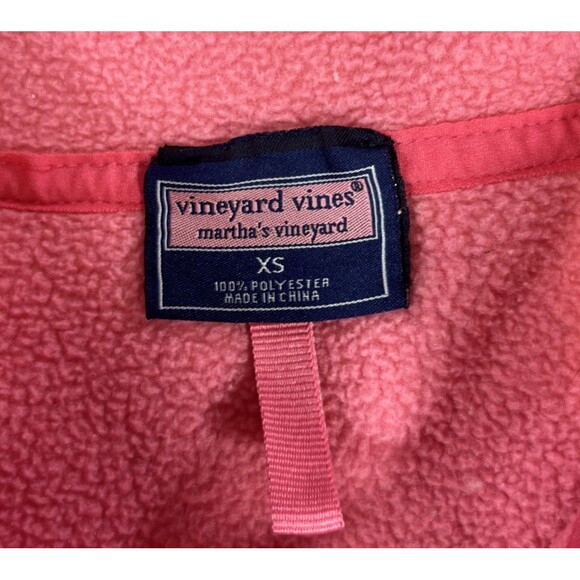 vineyard vines®
martha's vineyard
XS
100% POLYESTER
MADE IN CHINA